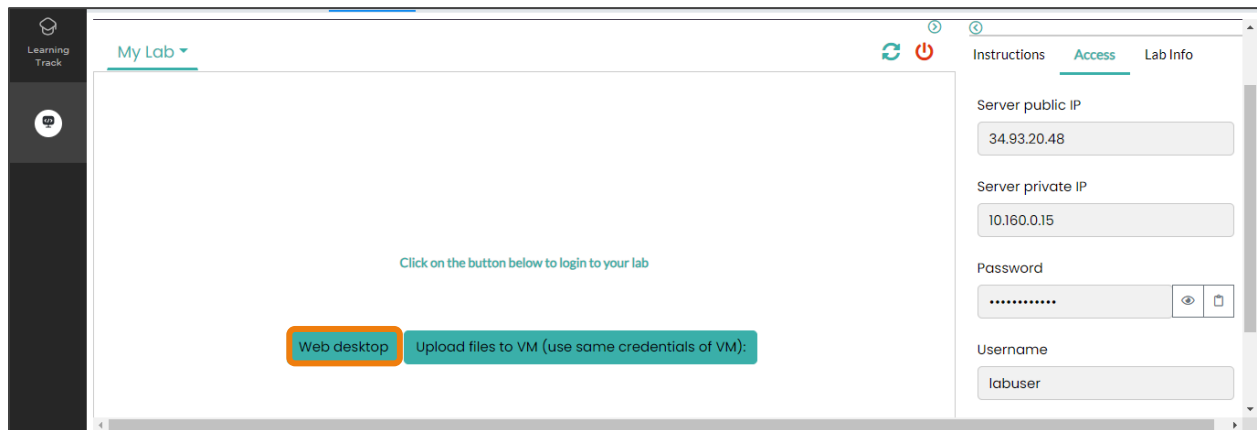 Learning
Track
My Lab
Click on the button below to login to your lab
Web desktop
Upload files to VM (use same credentials of VM):
Instructions Access Lab Info
Server public IP
34.93.20.48
Server private IP
10.160.0.15
Password
••••••••••••
Username
labuser